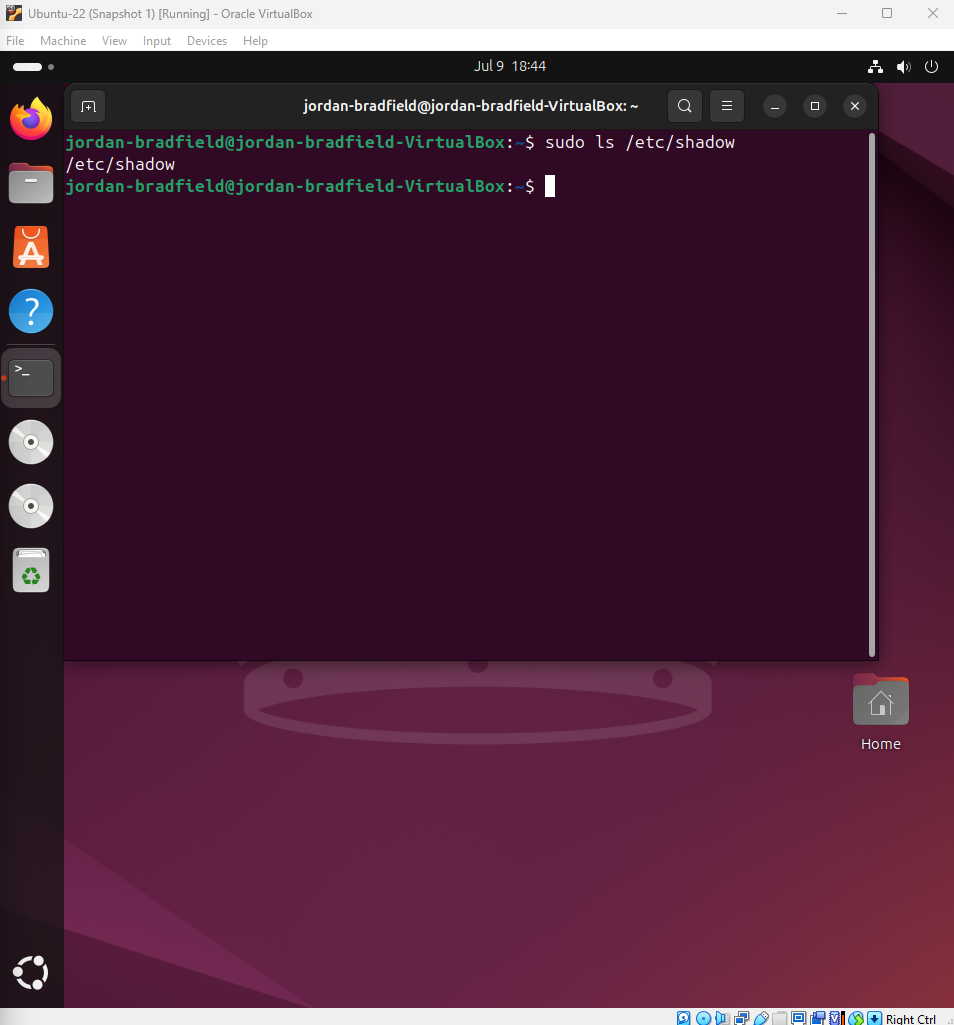 Ubuntu-22 (Snapshot 1) [Running] - Oracle VirtualBox
File Machine View Input Devices Help
Jul 9 18:44
jordan-bradfield@jordan-bradfield-VirtualBox: ~
jordan-bradfield@jordan-bradfield-VirtualBox:~$ sudo ls /etc/shadow
/etc/shadow
jordan-bradfield@jordan-bradfield-VirtualBox:~$
>_
Home
Right Ctrl